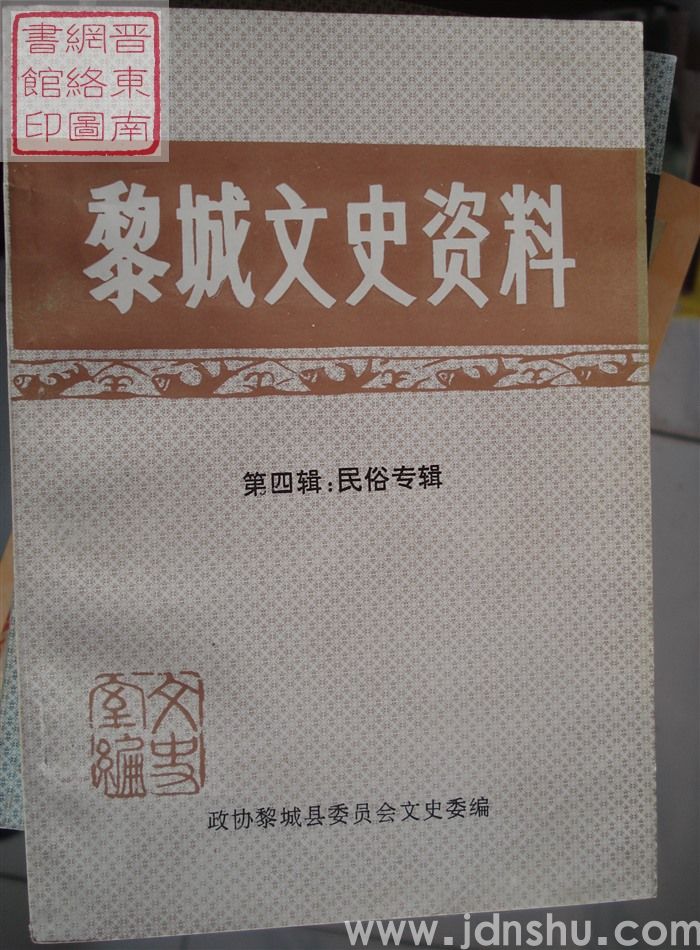 晋東南
網絡圖
書館印
黎城文史资料
第四辑：民俗专辑
文史
室編
政协黎城县委员会文史委编
www.jdnshu.com